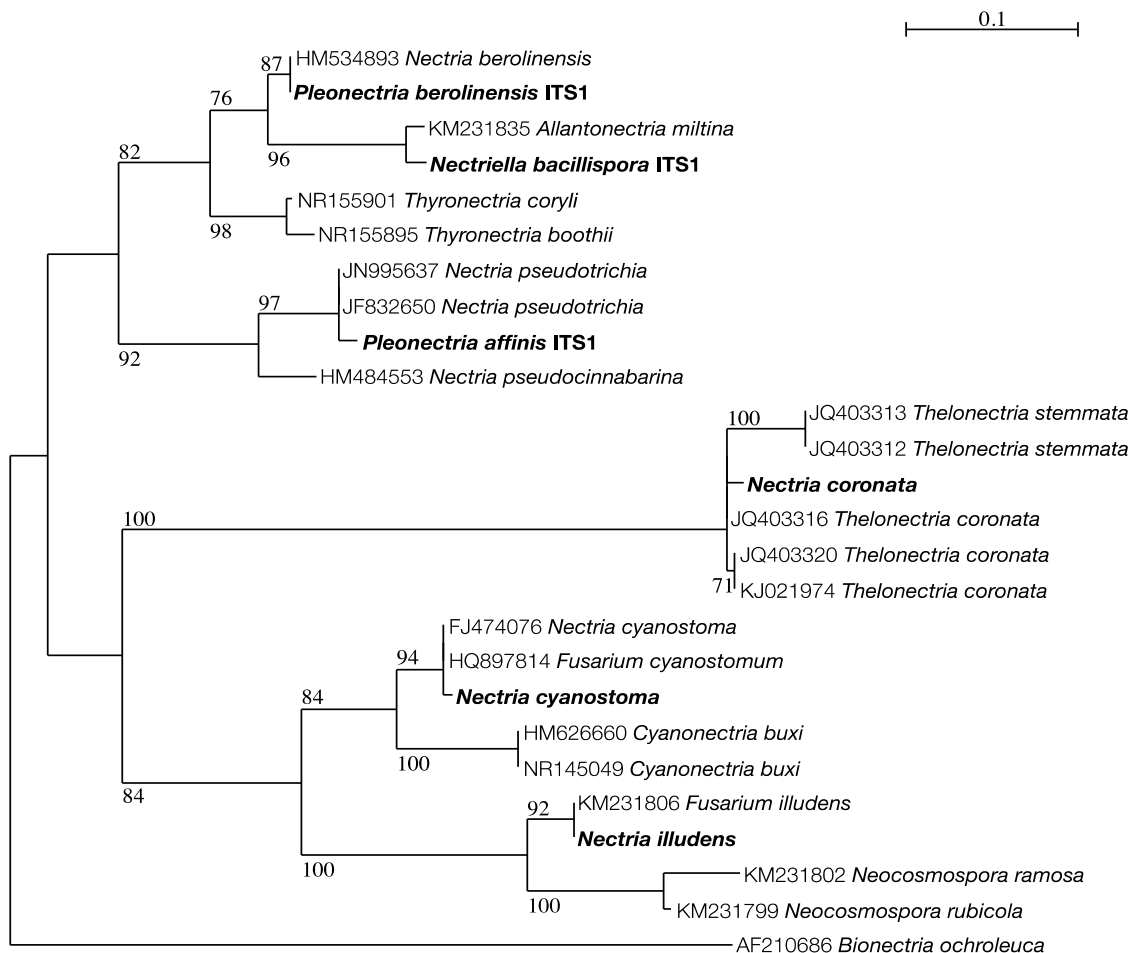 0.1
87
HM534893 Nectria berolinensis
Pleonectria berolinensis ITS1
76
KM231835 Allantonectria miltina
96
Nectriella bacillispora ITS1
82
NR155901 Thyronectria coryli
98
NR155895 Thyronectria boothii
JN995637 Nectria pseudotrichia
97
JF832650 Nectria pseudotrichia
Pleonectria affinis ITS1
92
HM484553 Nectria pseudocinnabarina
100
JQ403313 Thelonectria stemmata
JQ403312 Thelonectria stemmata
Nectria coronata
100
JQ403316 Thelonectria coronata
JQ403320 Thelonectria coronata
71
KJ021974 Thelonectria coronata
FJ474076 Nectria cyanostoma
94
HQ897814 Fusarium cyanostomum
84
Nectria cyanostoma
HM626660 Cyanonectria buxi
100
NR145049 Cyanonectria buxi
84
92
KM231806 Fusarium illudens
Nectria illudens
100
KM231802 Neocosmospora ramosa
100
KM231799 Neocosmospora rubicola
AF210686 Bionectria ochroleuca